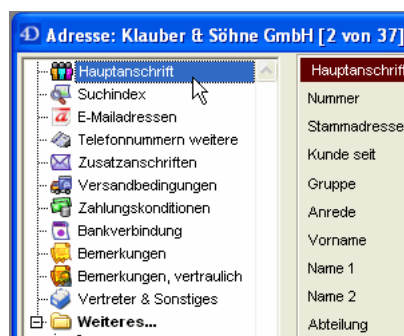 Adresse: Klauber & Söhne GmbH [2 von 37]
Hauptanschrift
Suchindex
E-Mailadressen
Telefonnummern weitere
Zusatzanschriften
Versandbedingungen
Zahlungskonditionen
Bankverbindung
Bemerkungen
Bemerkungen, vertraulich
Vertreter & Sonstiges
Weiteres...
Hauptanschrift
Nummer
Stammadresse
Kunde seit
Gruppe
Anrede
Vorname
Name 1
Name 2
Abteilung